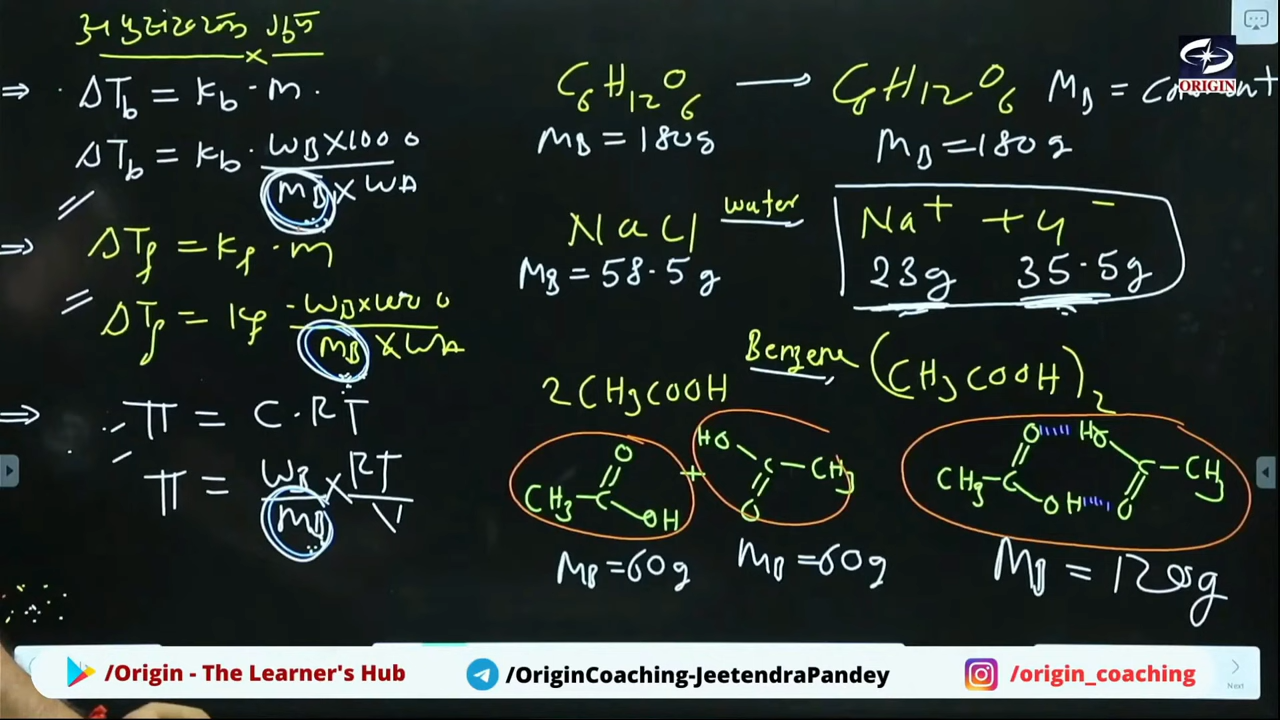 अणुसंख्य गुण
⇒ ΔTb = Kb · m
ΔTb = Kb · WB×1000 / MB × WA
⇒ ΔTf = Kf · m
ΔTf = Kf · WB×1000 / MB × WA
⇒ π = C·RT
π = WB / MB × RT / V
C6H12O6 → C6H12O6 MB = constant
MB = 180g MB = 180g
NaCl water Na+ + Cl−
MB = 58.5g 23g 35.5g
2CH3COOH Benzene (CH3COOH)2
CH3–C O OH + HO C–CH3 O
CH3–C O HO OH O C–CH3
MB = 60g MB = 60g MB = 120g
ORIGIN
/Origin - The Learner's Hub
/OriginCoaching-JeetendraPandey
/origin_coaching
Next